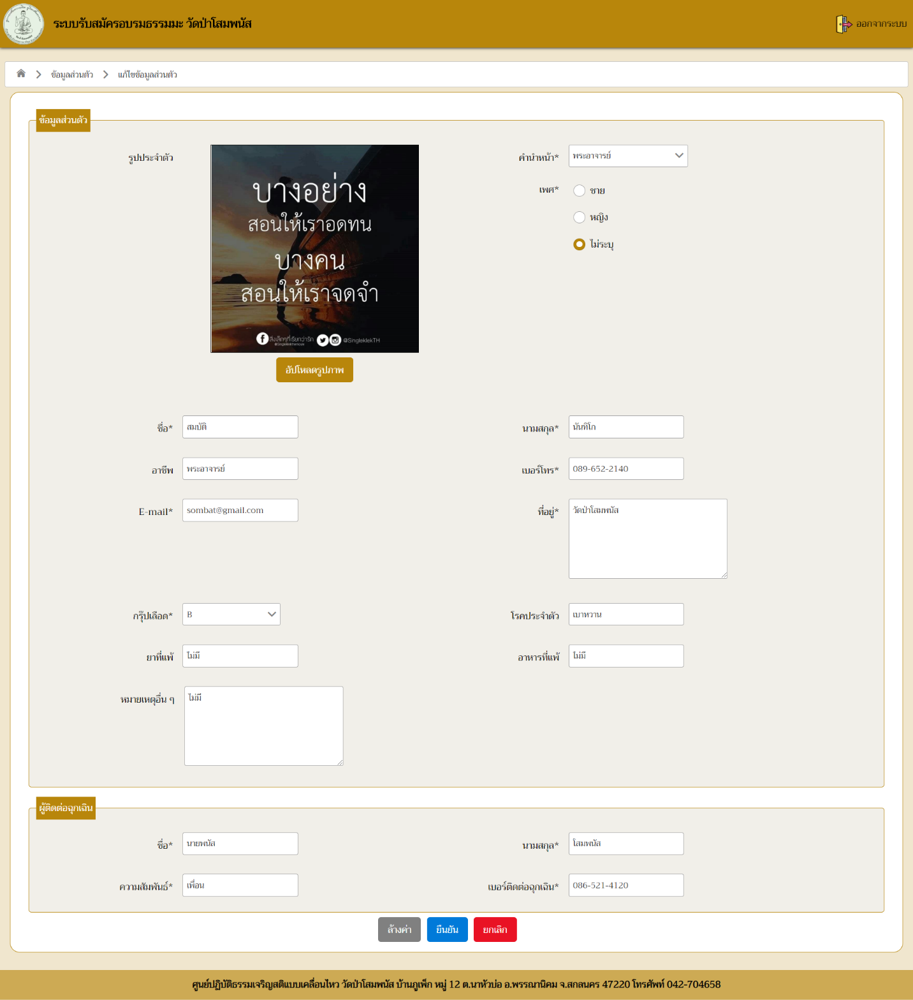 ระบบรับสมัครอบรมธรรมมะ วัดป่าโสมพนัส
ออกจากระบบ
ข้อมูลส่วนตัว
แก้ไขข้อมูลส่วนตัว
ข้อมูลส่วนตัว
รูปประจำตัว
บางอย่าง
สอนให้เราอดทน
บางคน
สอนให้เราจดจำ
สิ่งเล็กๆที่เรียกว่ารัก
@SingleklekTH
อัปโหลดรูปภาพ
คำนำหน้า* พระอาจารย์
เพศ* ชาย
หญิง
ไม่ระบุ
ชื่อ* สมบัติ นามสกุล* นันทิโก
อาชีพ พระอาจารย์ เบอร์โทร* 089-652-2140
E-mail* sombat@gmail.com ที่อยู่* วัดป่าโสมพนัส
กรุ๊ปเลือด* B โรคประจำตัว เบาหวาน
ยาที่แพ้ ไม่มี อาหารที่แพ้ ไม่มี
หมายเหตุอื่น ๆ ไม่มี
ผู้ติดต่อฉุกเฉิน
ชื่อ* นายพนัส นามสกุล* โสมพนัส
ความสัมพันธ์* เพื่อน เบอร์ติดต่อฉุกเฉิน* 086-521-4120
ล้างค่า ยืนยัน ยกเลิก
ศูนย์ปฏิบัติธรรมเจริญสติแบบเคลื่อนไหว วัดป่าโสมพนัส บ้านภูเพ็ก หมู่ 12 ต.นาหัวบ่อ อ.พรรณานิคม จ.สกลนคร 47220 โทรศัพท์ 042-704658